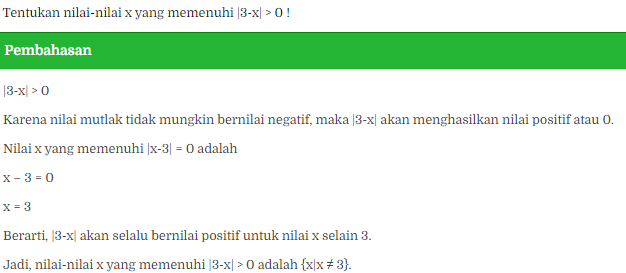 Tentukan nilai-nilai x yang memenuhi |3-x| > 0 !
Pembahasan
|3-x| > 0
Karena nilai mutlak tidak mungkin bernilai negatif, maka |3-x| akan menghasilkan nilai positif atau 0.
Nilai x yang memenuhi |x-3| = 0 adalah
x – 3 = 0
x = 3
Berarti, |3-x| akan selalu bernilai positif untuk nilai x selain 3.
Jadi, nilai-nilai x yang memenuhi |3-x| > 0 adalah {x|x ≠ 3}.